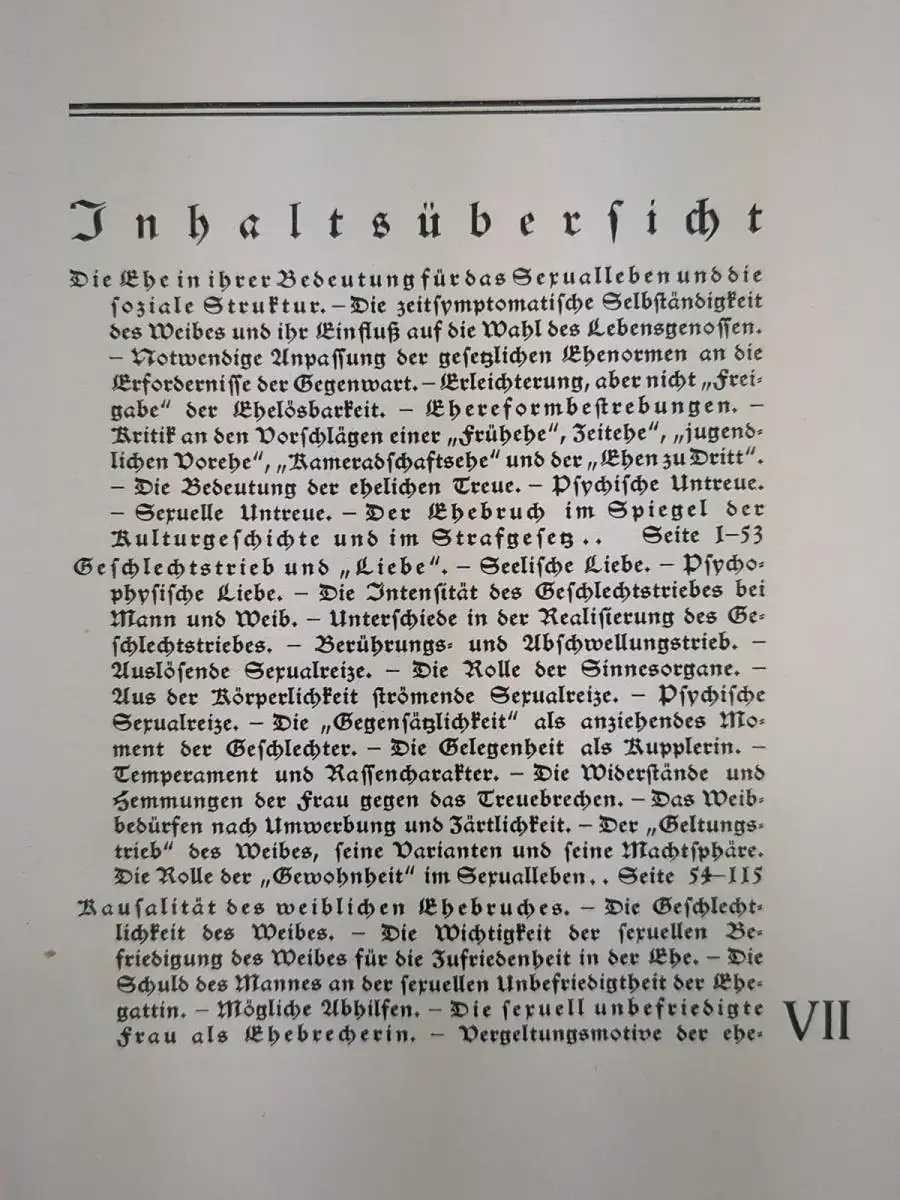 Inhaltsübersicht
Die Ehe in ihrer Bedeutung für das Sexualleben und die
soziale Struktur. – Die zeitsymptomatische Selbständigkeit
des Weibes und ihr Einfluß auf die Wahl des Lebensgenossen.
– Notwendige Anpassung der gesetzlichen Ehenormen an die
Erfordernisse der Gegenwart. – Erleichterung, aber nicht „Frei-
gabe“ der Ehelösbarkeit. – Ehereformbestrebungen. –
Kritik an den Vorschlägen einer „Frühehe“, Zeitehe“, „jugend-
lichen Vorehe“, „Kameradschaftsehe“ und der „Ehen zu Dritt“.
– Die Bedeutung der ehelichen Treue. – Psychische Untreue.
– Sexuelle Untreue. – Der Ehebruch im Spiegel der
Kulturgeschichte und im Strafgesetz .. Seite 1–53
Geschlechtstrieb und „Liebe“. – Seelische Liebe. – Psycho-
physische Liebe. – Die Intensität des Geschlechtstriebes bei
Mann und Weib. – Unterschiede in der Realisierung des Ge-
schlechtstriebes. – Berührungs- und Abschwellungstrieb. –
Auslösende Sexualreize. – Die Rolle der Sinnesorgane. –
Aus der Körperlichkeit strömende Sexualreize. – Psychische
Sexualreize. – Die „Gegensätzlichkeit“ als anziehendes Mo-
ment der Geschlechter. – Die Gelegenheit als Kupplerin. –
Temperament und Rassencharakter. – Die Widerstände und
Hemmungen der Frau gegen das Treuebrechen. – Das Weib-
bedürfen nach Umwerbung und Zärtlichkeit. – Der „Geltungs-
trieb“ des Weibes, seine Varianten und seine Machtsphäre.
Die Rolle der „Gewohnheit“ im Sexualleben.. Seite 54–115
Kausalität des weiblichen Ehebruches. – Die Geschlecht-
lichkeit des Weibes. – Die Wichtigkeit der sexuellen Be-
friedigung des Weibes für die Zufriedenheit in der Ehe. – Die
Schuld des Mannes an der sexuellen Unbefriedigtheit der Ehe-
gattin. – Mögliche Abhilfen. – Die sexuell unbefriedigte
Frau als Ehebrecherin. – Vergeltungsmotive der ehe-
VII